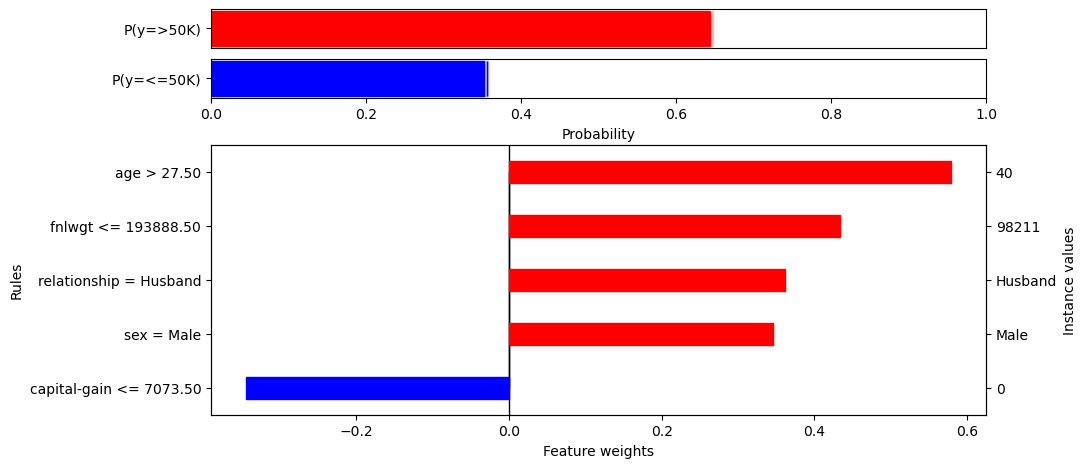 P(y=>50K)
P(y=<=50K)
0.0 0.2 0.4 0.6 0.8 1.0
Probability
Rules
age > 27.50 40
fnlwgt <= 193888.50 98211
relationship = Husband Husband
sex = Male Male
capital-gain <= 7073.50 0
Instance values
−0.2 0.0 0.2 0.4 0.6
Feature weights